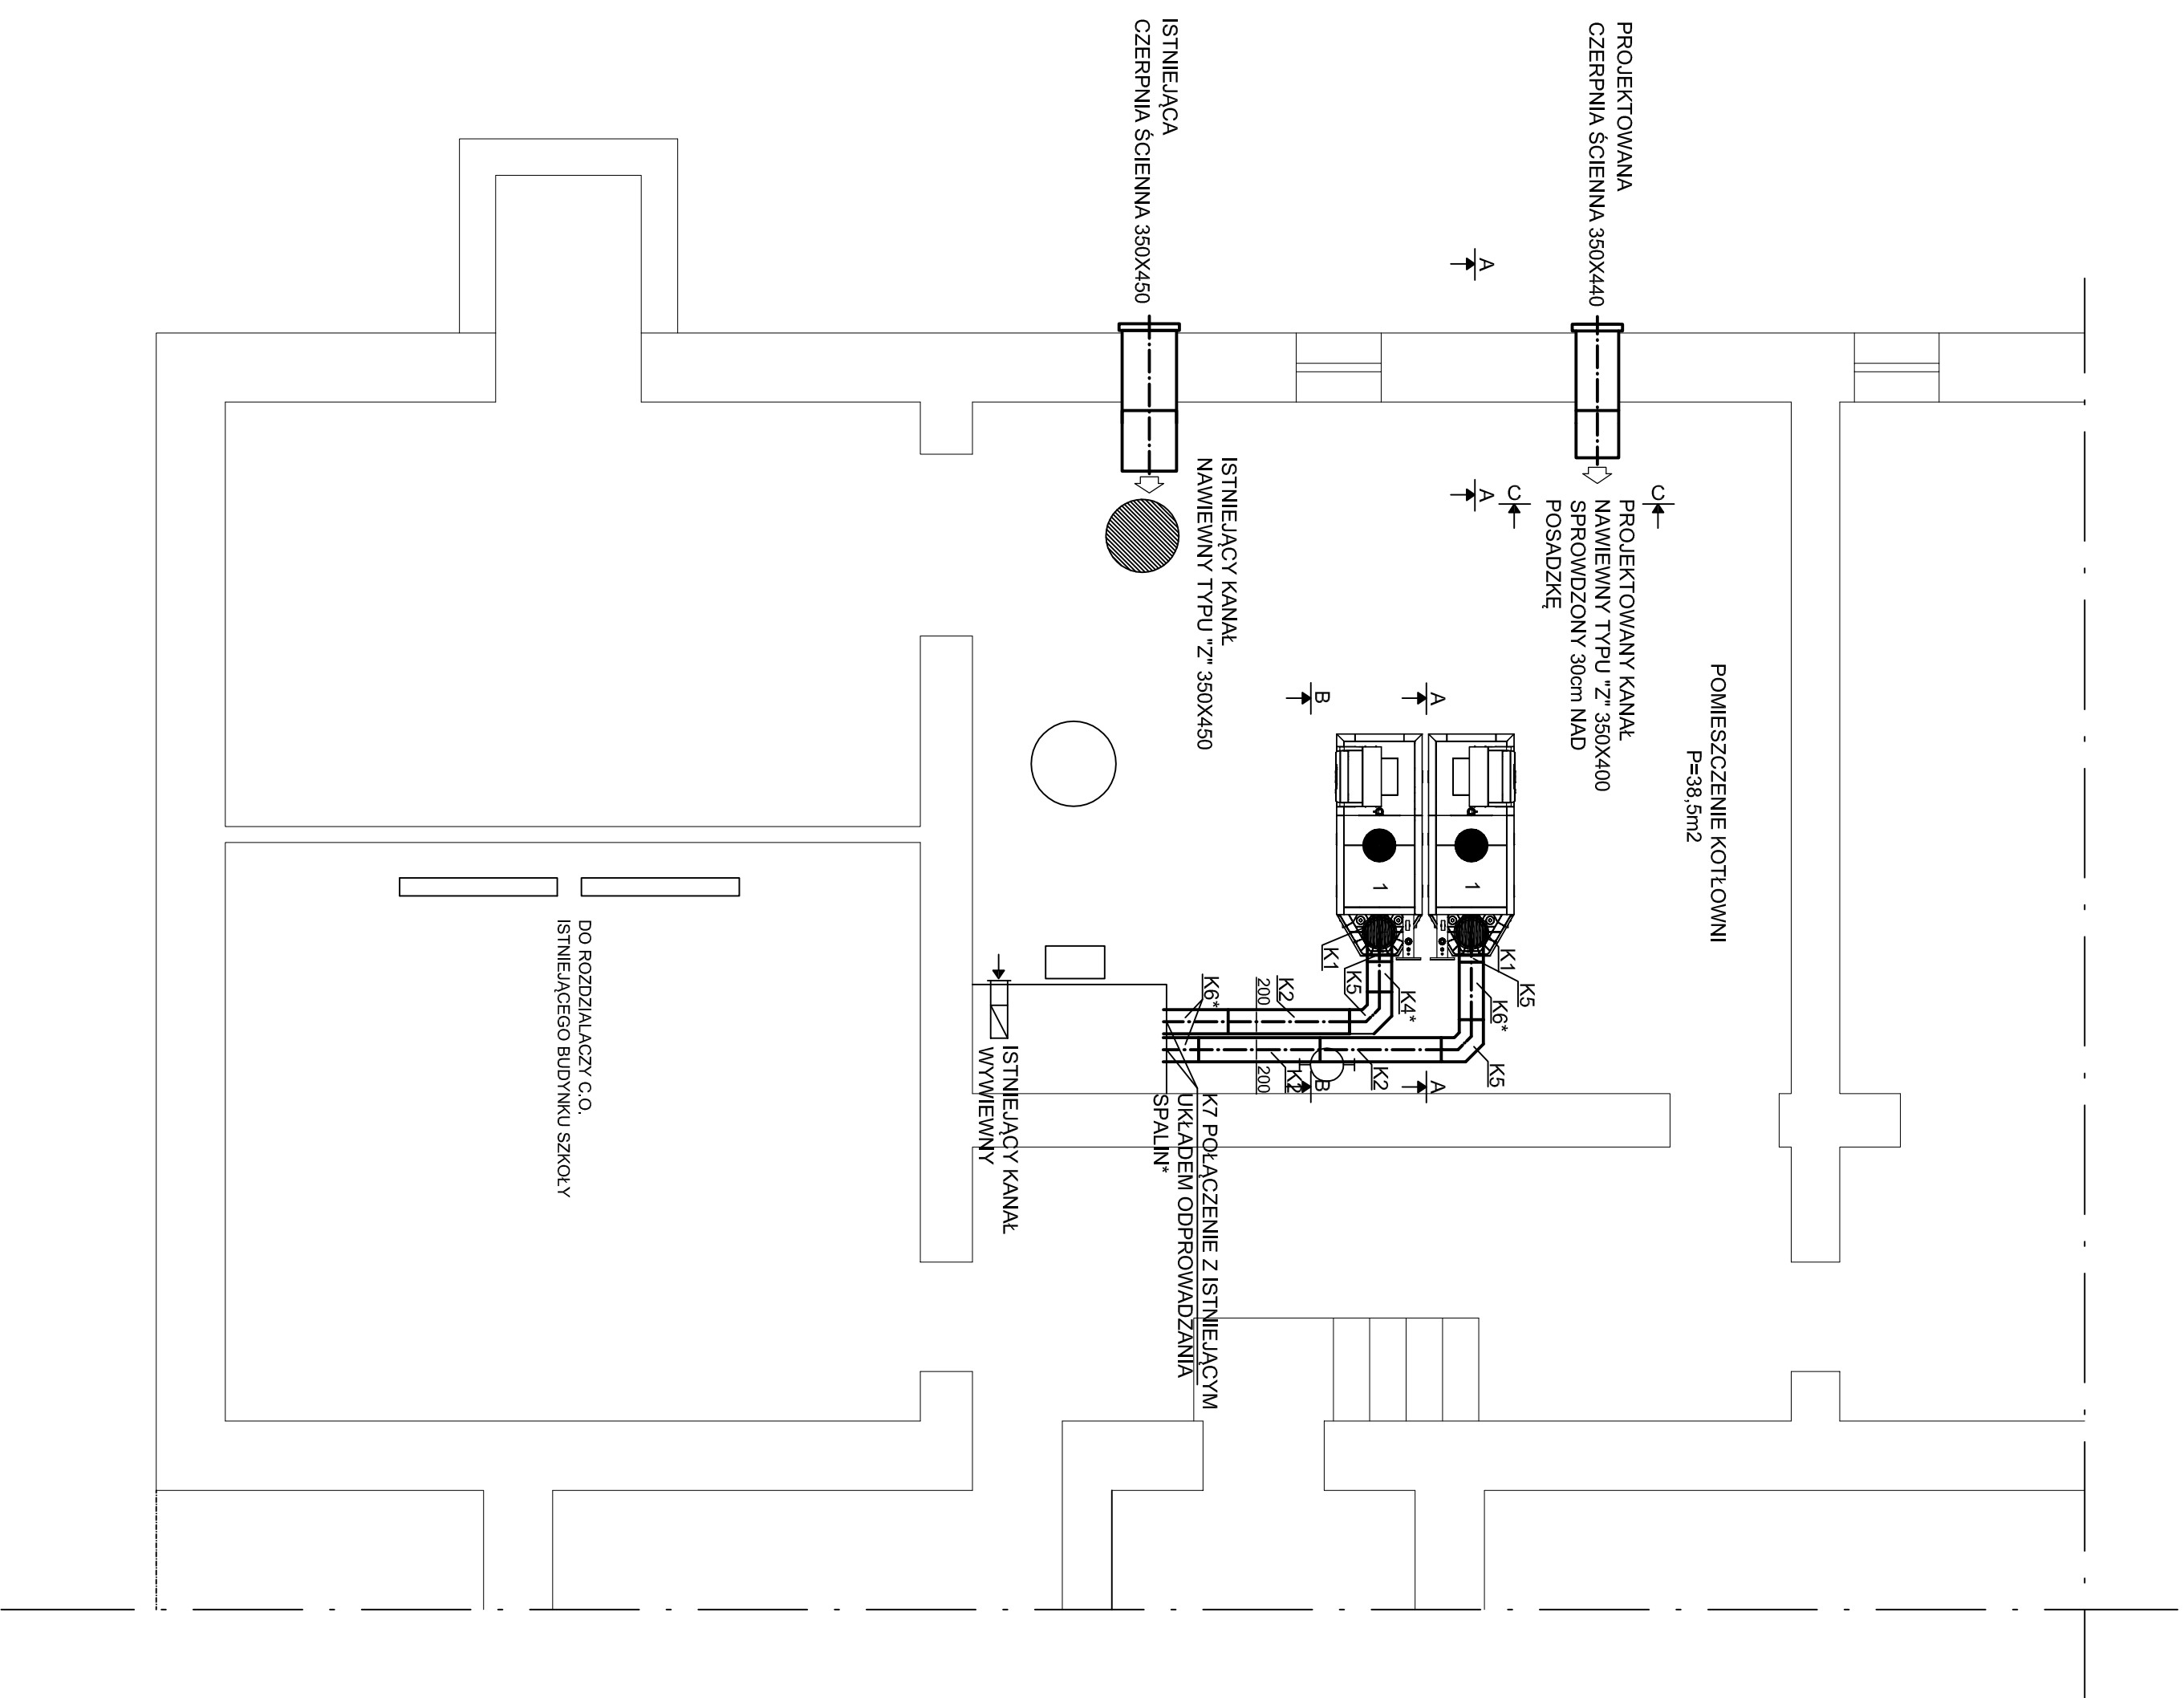 PROJEKTOWANA
CZERPNIA ŚCIENNA 350X440
ISTNIEJĄCA
CZERPNIA ŚCIENNA 350X450
A
A
C
C
PROJEKTOWANY KANAŁ
NAWIEWNY TYPU "Z" 350X400
SPROWDZONY 30cm NAD
POSADZKĘ
ISTNIEJĄCY KANAŁ
NAWIEWNY TYPU "Z" 350X450
POMIESZCZENIE KOTŁOWNI
P=38,5m2
A
B
1
1
K1
K5
K6*
K5
K1
K5
K4*
K2
200
K6*
K2
K2
200
A
B
DO ROZDZIALACZY C.O.
ISTNIEJĄCEGO BUDYNKU SZKOŁY
ISTNIEJĄCY KANAŁ
WYWIEWNY
K7 POŁĄCZENIE Z ISTNIEJĄCYM
UKŁADEM ODPROWADZANIA
SPALIN*